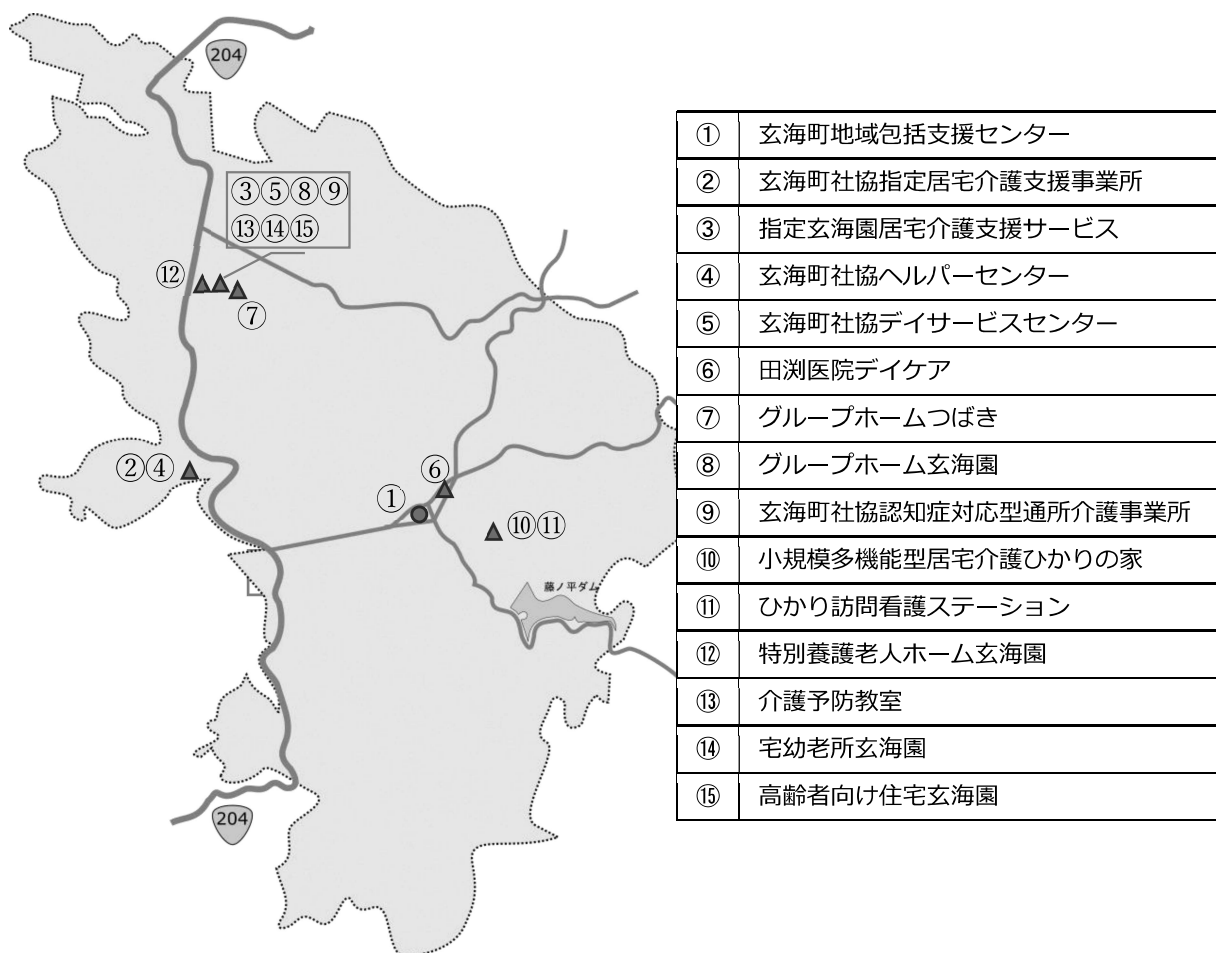 204
③⑤⑧⑨
⑬⑭⑮
⑫
⑦
②④
⑥
①
⑩⑪
藤ノ平ダム
204
① 玄海町地域包括支援センター
② 玄海町社協指定居宅介護支援事業所
③ 指定玄海園居宅介護支援サービス
④ 玄海町社協ヘルパーセンター
⑤ 玄海町社協デイサービスセンター
⑥ 田渕医院デイケア
⑦ グループホームつばき
⑧ グループホーム玄海園
⑨ 玄海町社協認知症対応型通所介護事業所
⑩ 小規模多機能型居宅介護ひかりの家
⑪ ひかり訪問看護ステーション
⑫ 特別養護老人ホーム玄海園
⑬ 介護予防教室
⑭ 宅幼老所玄海園
⑮ 高齢者向け住宅玄海園